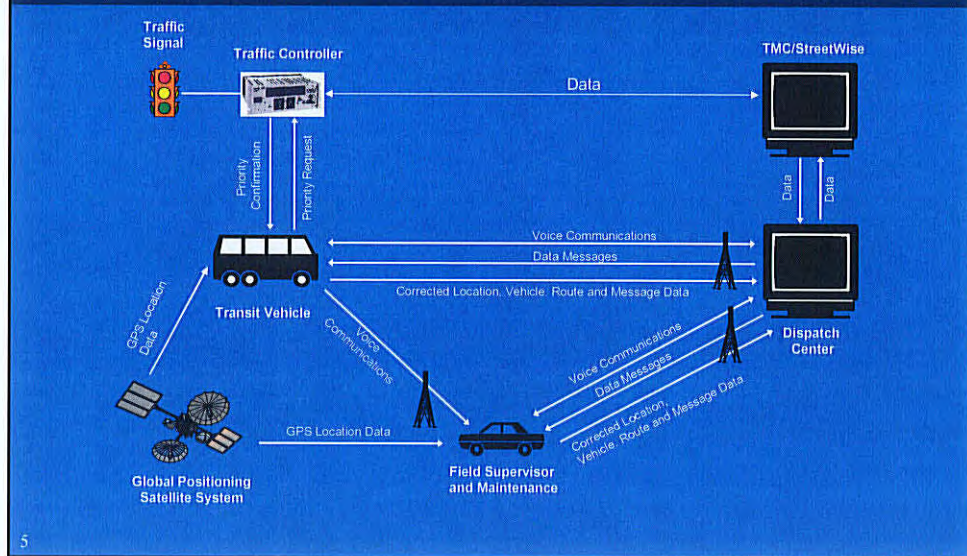 Traffic
Signal
Traffic Controller
TMC/StreetWise
Data
Priority
Confirmation
Priority Request
Data
Data
Voice Communications
Data Messages
Corrected Location, Vehicle. Route and Message Data
Transit Vehicle
GPS Location
Data
Voice
Communications
Dispatch
Center
Voice Communications
Data Messages
Corrected Location,
Vehicle. Route and Message Data
GPS Location Data
Global Positioning
Satellite System
Field Supervisor
and Maintenance
5